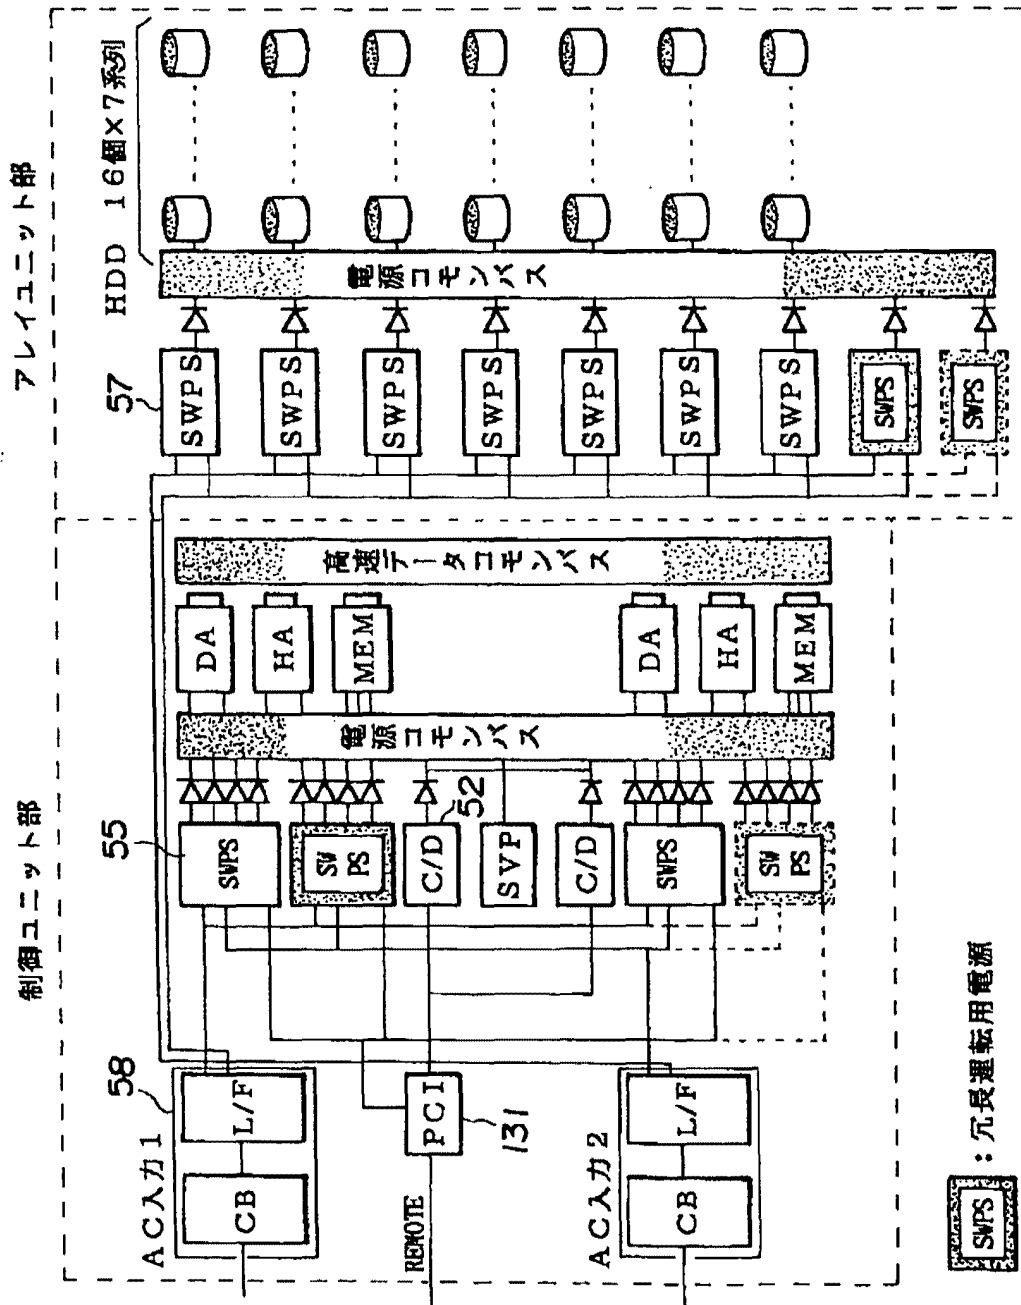 制御ユニット部
アレイユニット部
HDD 16個×7系列
58
55
57
AC入力1
CB
L/F
SWPS
DA
SWPS
HA
SWPS
SW
PS
MEM
SWPS
電源コモンバス
高速データコモンバス
電源コモンバス
REMOTE
PCI
131
C/D
52
SWPS
SVP
SWPS
C/D
SWPS
AC入力2
CB
L/F
SWPS
DA
SWPS
HA
SW
PS
MEM
SWPS
SWPS
SWPS
:冗長運転用電源